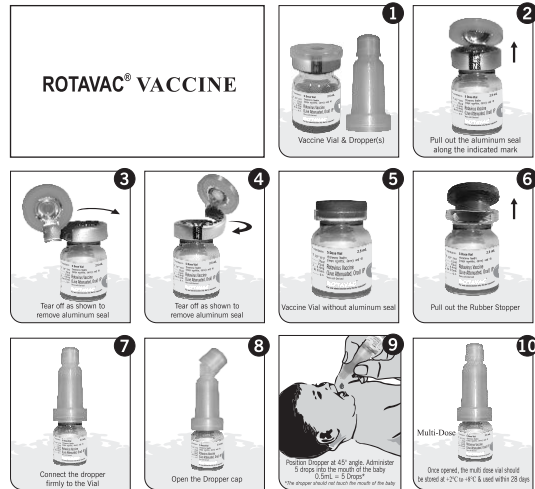 ROTAVAC® VACCINE
1
Vaccine Vial & Dropper(s)
2
Pull out the aluminum seal
along the indicated mark
3
Tear off as shown to
remove aluminum seal
4
Tear off as shown to
remove aluminum seal
5
Vaccine Vial without aluminum seal
6
Pull out the Rubber Stopper
7
Connect the dropper
firmly to the Vial
8
Open the Dropper cap
9
Position Dropper at 45° angle. Administer
5 drops into the mouth of the baby
0.5mL = 5 Drops*
*The dropper should not touch the mouth of the baby
10
Multi-Dose
Once opened, the multi dose vial should
be stored at +2°C to +8°C & used within 28 days